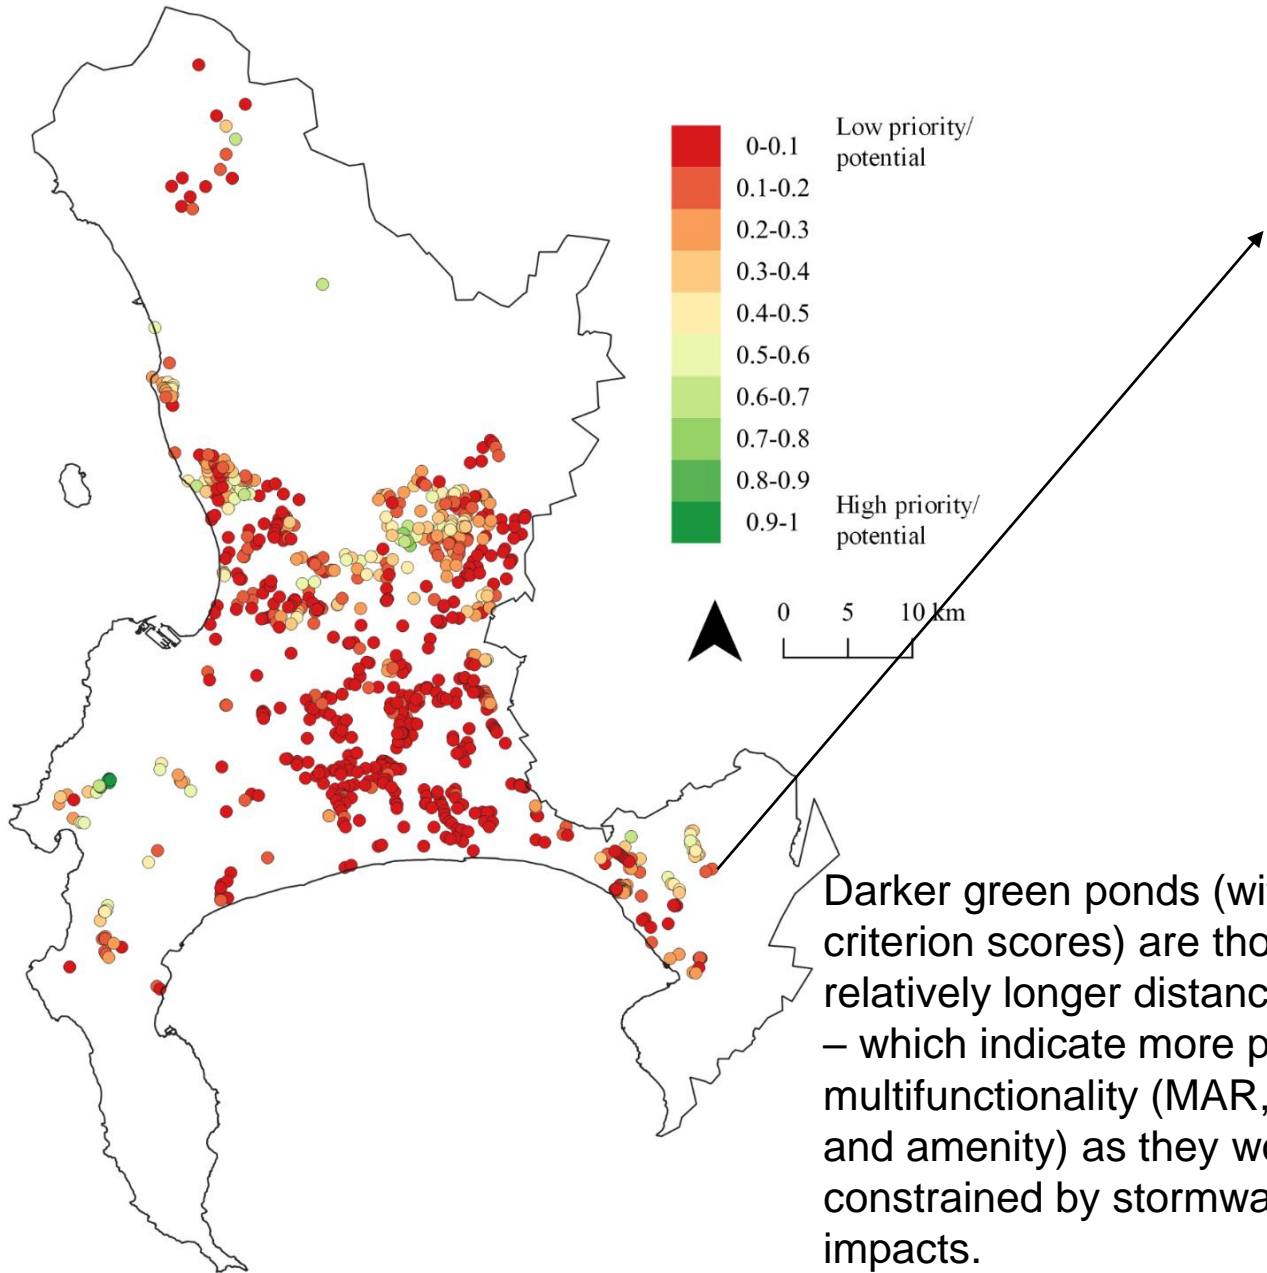 0-0.1
Low priority/
potential
0.1-0.2
0.2-0.3
0.3-0.4
0.4-0.5
0.5-0.6
0.6-0.7
0.7-0.8
0.8-0.9
0.9-1
High priority/
potential
0 5 10 km
Darker green ponds (wi
criterion scores) are tho
relatively longer distanc
– which indicate more p
multifunctionality (MAR,
and amenity) as they wo
constrained by stormwa
impacts.